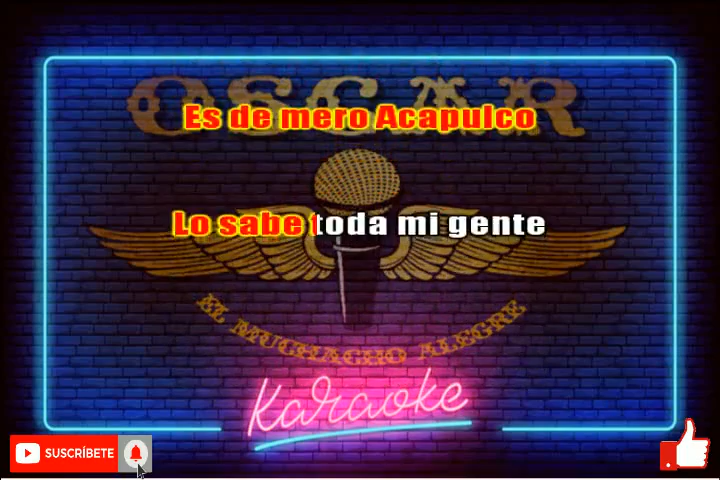 OSCAR
Es de mero Acapulco
Lo sabe toda mi gente
EL MUCHACHO ALEGRE
Karaoke
SUSCRÍBETE